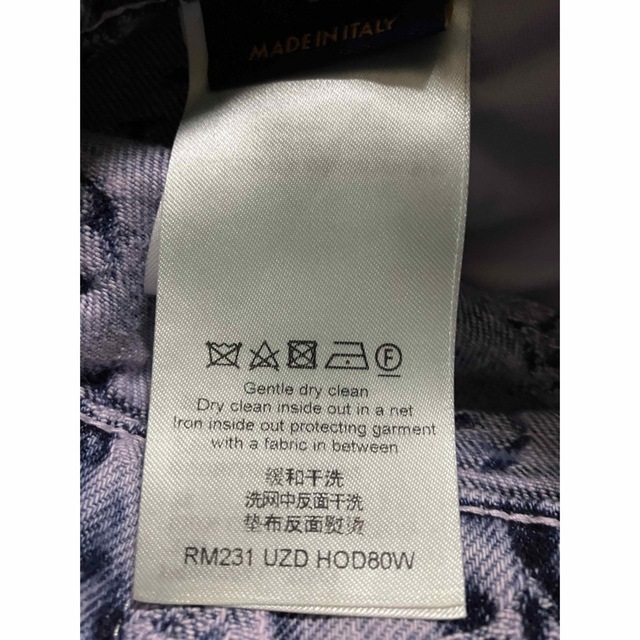 MADE IN ITALY
F
Gentle dry clean
Dry clean inside out in a net
Iron inside out protecting garment
with a fabric in between
缓和干洗
洗网中反面干洗
垫布反面熨烫
RM231 UZD HOD80W